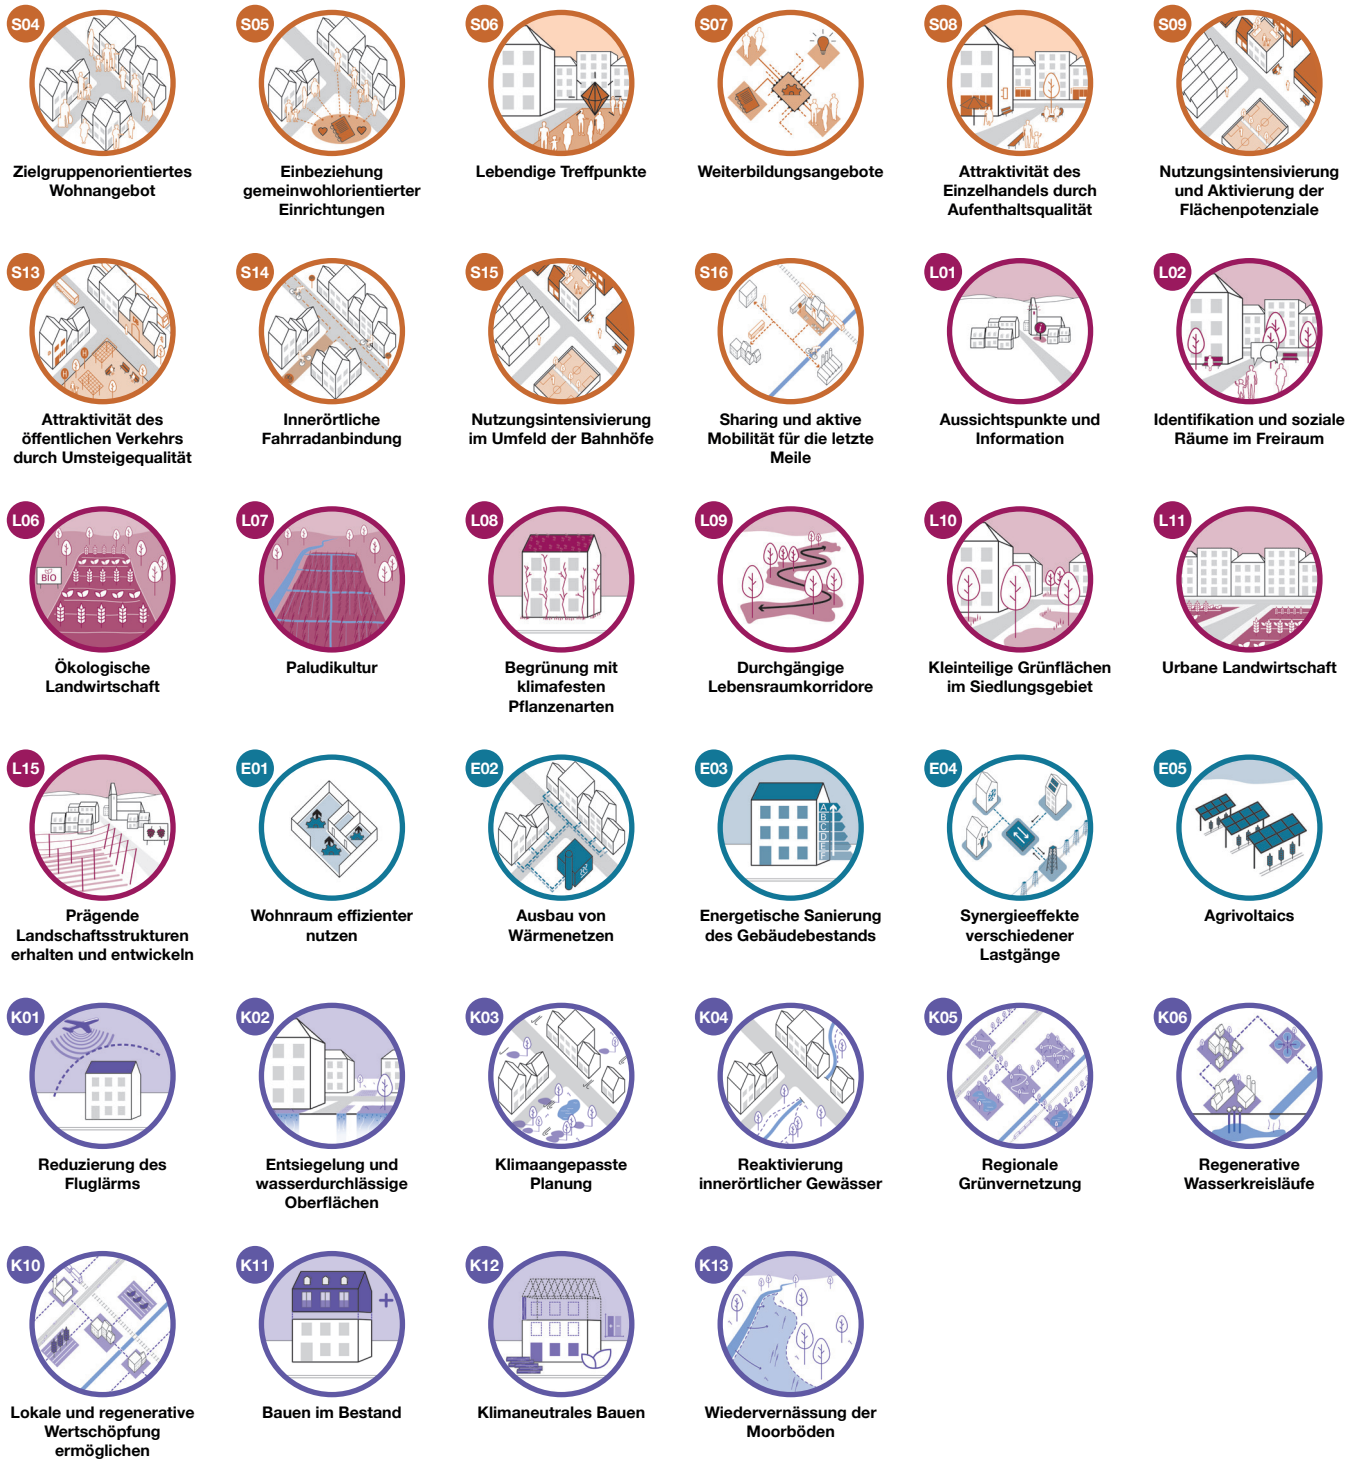 S04
Zielgruppenorientiertes
Wohnangebot
S05
Einbeziehung
gemeinwohlorientierter
Einrichtungen
S06
Lebendige Treffpunkte
S07
Weiterbildungsangebote
S08
Attraktivität des
Einzelhandels durch
Aufenthaltsqualität
S09
Nutzungsintensivierung
und Aktivierung der
Flächenpotenziale
S13
Attraktivität des
öffentlichen Verkehrs
durch Umsteigequalität
S14
Innerörtliche
Fahrradanbindung
S15
Nutzungsintensivierung
im Umfeld der Bahnhöfe
S16
Sharing und aktive
Mobilität für die letzte
Meile
L01
i
Aussichtspunkte und
Information
L02
Identifikation und soziale
Räume im Freiraum
L06
BIO
Ökologische
Landwirtschaft
L07
Paludikultur
L08
Begrünung mit
klimafesten
Pflanzenarten
L09
Durchgängige
Lebensraumkorridore
L10
Kleinteilige Grünflächen
im Siedlungsgebiet
L11
Urbane Landwirtschaft
L15
Prägende
Landschaftsstrukturen
erhalten und entwickeln
E01
Wohnraum effizienter
nutzen
E02
Ausbau von
Wärmenetzen
E03
A
B
C
D
E
Energetische Sanierung
des Gebäudebestands
E04
Synergieeffekte
verschiedener
Lastgänge
E05
Agrivoltaics
K01
Reduzierung des
Fluglärms
K02
Entsiegelung und
wasserdurchlässige
Oberflächen
K03
Klimaangepasste
Planung
K04
Reaktivierung
innerörtlicher Gewässer
K05
Regionale
Grünvernetzung
K06
Regenerative
Wasserkreisläufe
K10
Lokale und regenerative
Wertschöpfung
ermöglichen
K11
+
Bauen im Bestand
K12
Klimaneutrales Bauen
K13
Wiedervernässung der
Moorböden